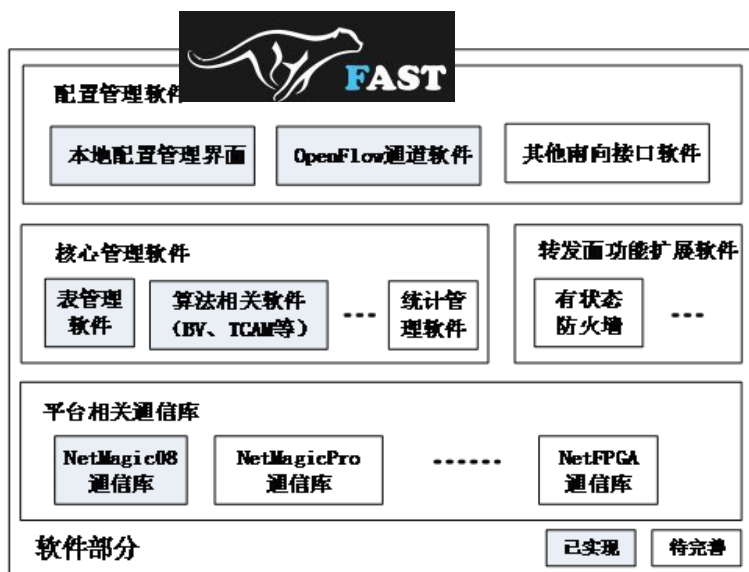 FAST
配置管理软件
本地配置管理界面
OpenFlow通道软件
其他南向接口软件
核心管理软件
转发面功能扩展软件
表管理
软件
算法相关软件
（BV、TCAM等）
...
统计管
理软件
有状态
防火墙
...
平台相关通信库
NetMagic08
通信库
NetMagicPro
通信库
......
NetFPGA
通信库
软件部分
已实现
待完善